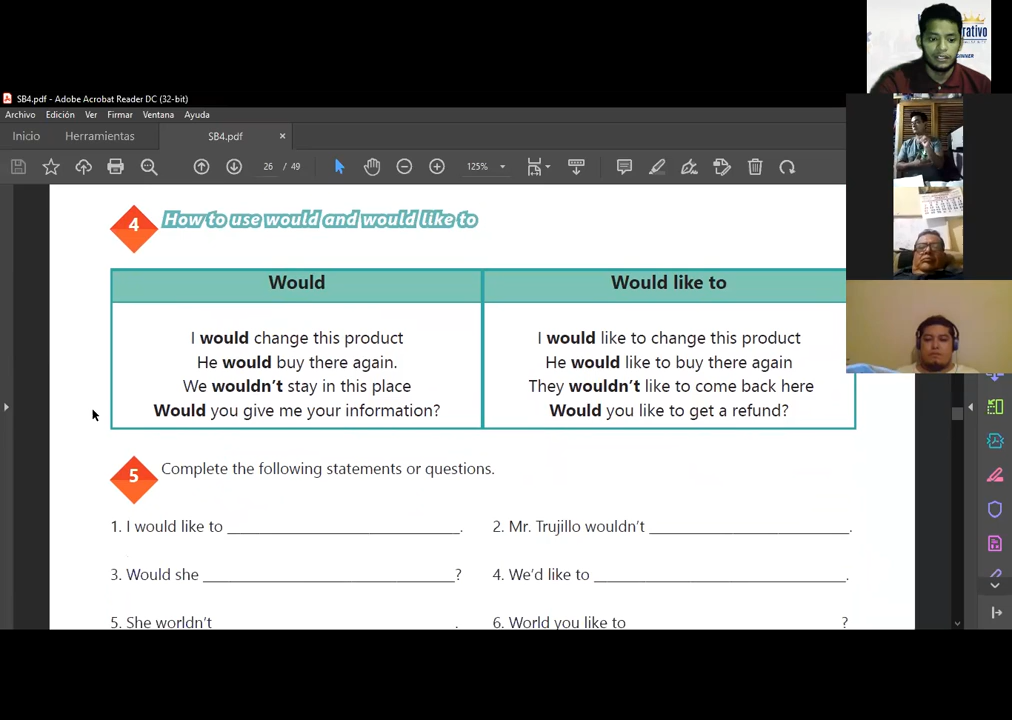 SB4.pdf - Adobe Acrobat Reader DC (32-bit)
Archivo Edición Ver Firmar Ventana Ayuda
Inicio Herramientas SB4.pdf ×
26 / 49 125%
4 How to use would and would like to
Would Would like to
I would change this product I would like to change this product
He would buy there again. He would like to buy there again
We wouldn't stay in this place They wouldn't like to come back here
Would you give me your information? Would you like to get a refund?
5 Complete the following statements or questions.
1. I would like to ______________________. 2. Mr. Trujillo wouldn't ______________________.
3. Would she ______________________? 4. We'd like to ______________________.
5. She worldn't . 6. World you like to ?
rativo